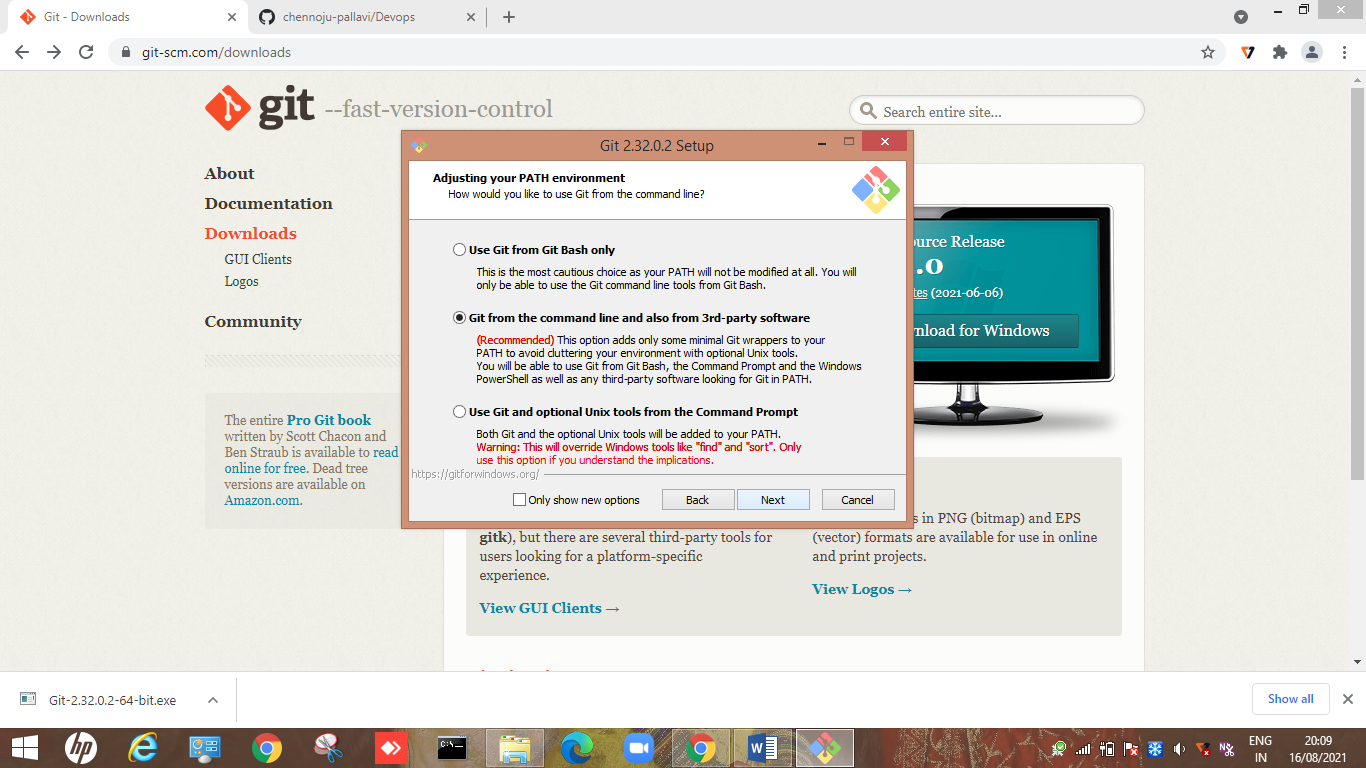 Git - Downloads
chennoju-pallavi/Devops
git-scm.com/downloads
git --fast-version-control
Search entire site...
About
Documentation
Downloads
GUI Clients
Logos
Community
The entire Pro Git book
written by Scott Chacon and
Ben Straub is available to read
online for free. Dead tree
versions are available on
Amazon.com.
Git 2.32.0.2 Setup
Adjusting your PATH environment
How would you like to use Git from the command line?
Use Git from Git Bash only
This is the most cautious choice as your PATH will not be modified at all. You will
only be able to use the Git command line tools from Git Bash.
Git from the command line and also from 3rd-party software
(Recommended) This option adds only some minimal Git wrappers to your
PATH to avoid cluttering your environment with optional Unix tools.
You will be able to use Git from Git Bash, the Command Prompt and the Windows
PowerShell as well as any third-party software looking for Git in PATH.
Use Git and optional Unix tools from the Command Prompt
Both Git and the optional Unix tools will be added to your PATH.
Warning: This will override Windows tools like "find" and "sort". Only
use this option if you understand the implications.
https://gitforwindows.org/
Only show new options
Back
Next
Cancel
Release
.0
(2021-06-06)
for Windows
gitk), but there are several third-party tools for
users looking for a platform-specific
experience.
View GUI Clients →
s in PNG (bitmap) and EPS
(vector) formats are available for use in online
and print projects.
View Logos →
Git-2.32.0.2-64-bit.exe
Show all
hp
C:\_
W
ENG
IN
20:09
16/08/2021